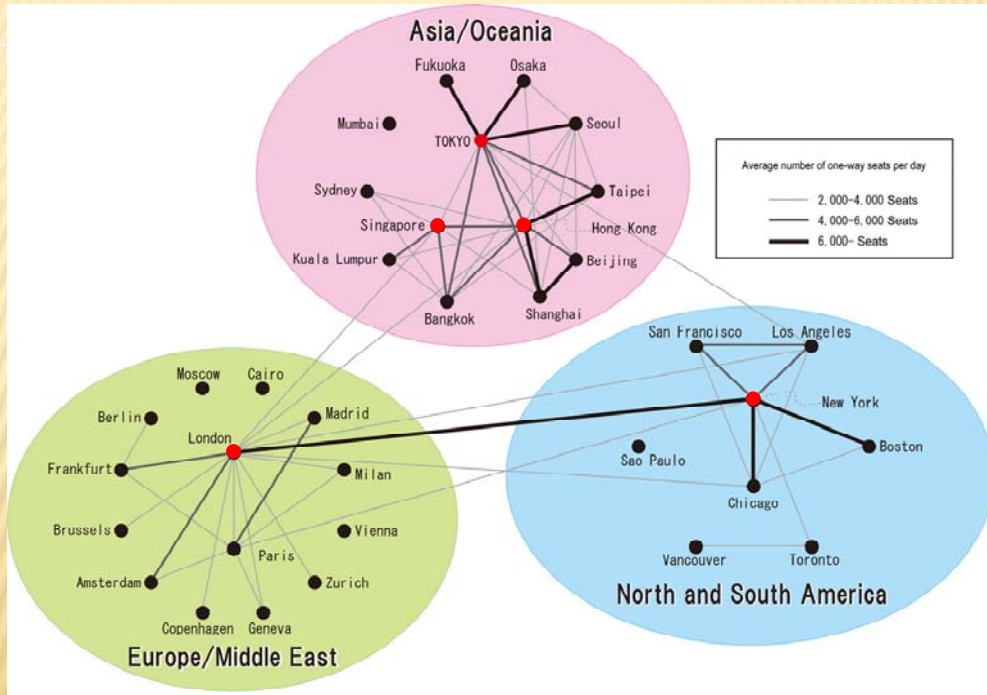 Asia/Oceania
Fukuoka
Osaka
Mumbai
TOKYO
Seoul
Sydney
Taipei
Singapore
Hong Kong
Kuala Lumpur
Beijing
Bangkok
Shanghai
Average number of one-way seats per day
2.000-4.000 Seats
4,000-6,000 Seats
6.000- Seats
San Francisco
Los Angeles
New York
Sao Paulo
Boston
Chicago
Vancouver
Toronto
North and South America
Moscow
Cairo
Berlin
Madrid
London
Frankfurt
Milan
Brussels
Vienna
Paris
Amsterdam
Zurich
Copenhagen
Geneva
Europe/Middle East